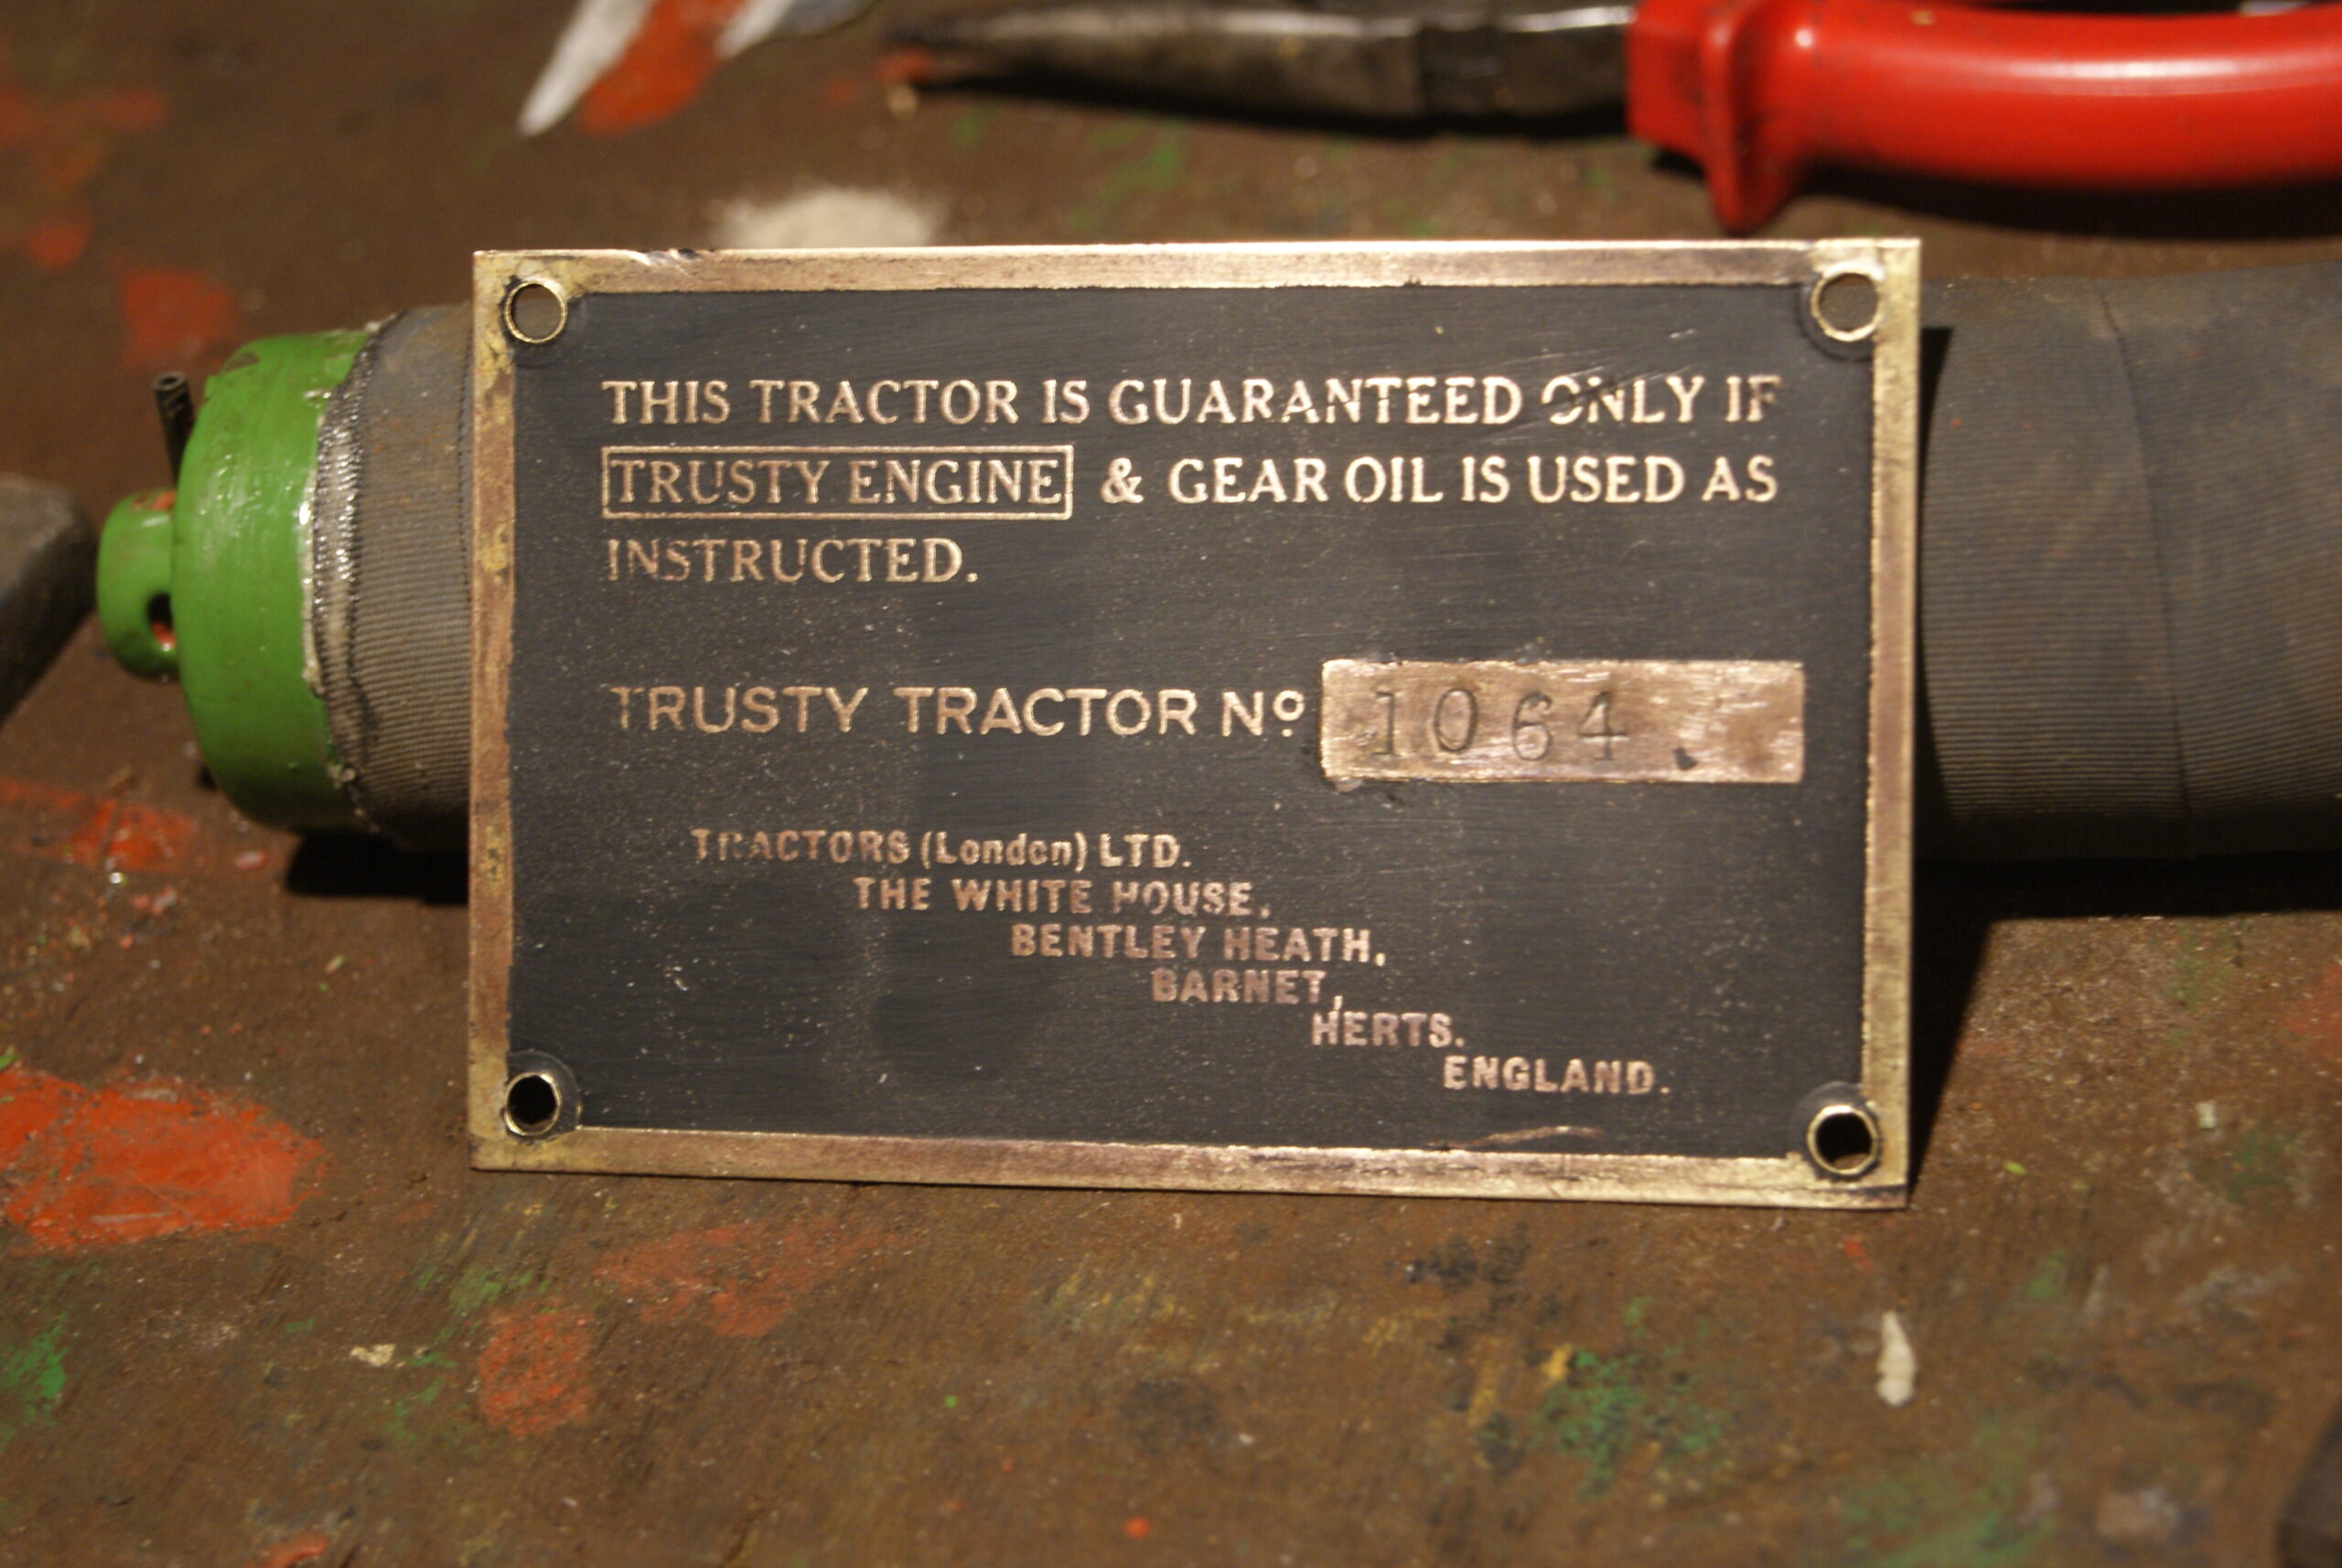 THIS TRACTOR IS GUARANTEED ONLY IF
TRUSTY ENGINE & GEAR OIL IS USED AS
INSTRUCTED.
TRUSTY TRACTOR Nº 1064
TRACTORS (London) LTD.
THE WHITE HOUSE,
BENTLEY HEATH,
BARNET,
HERTS.
ENGLAND.